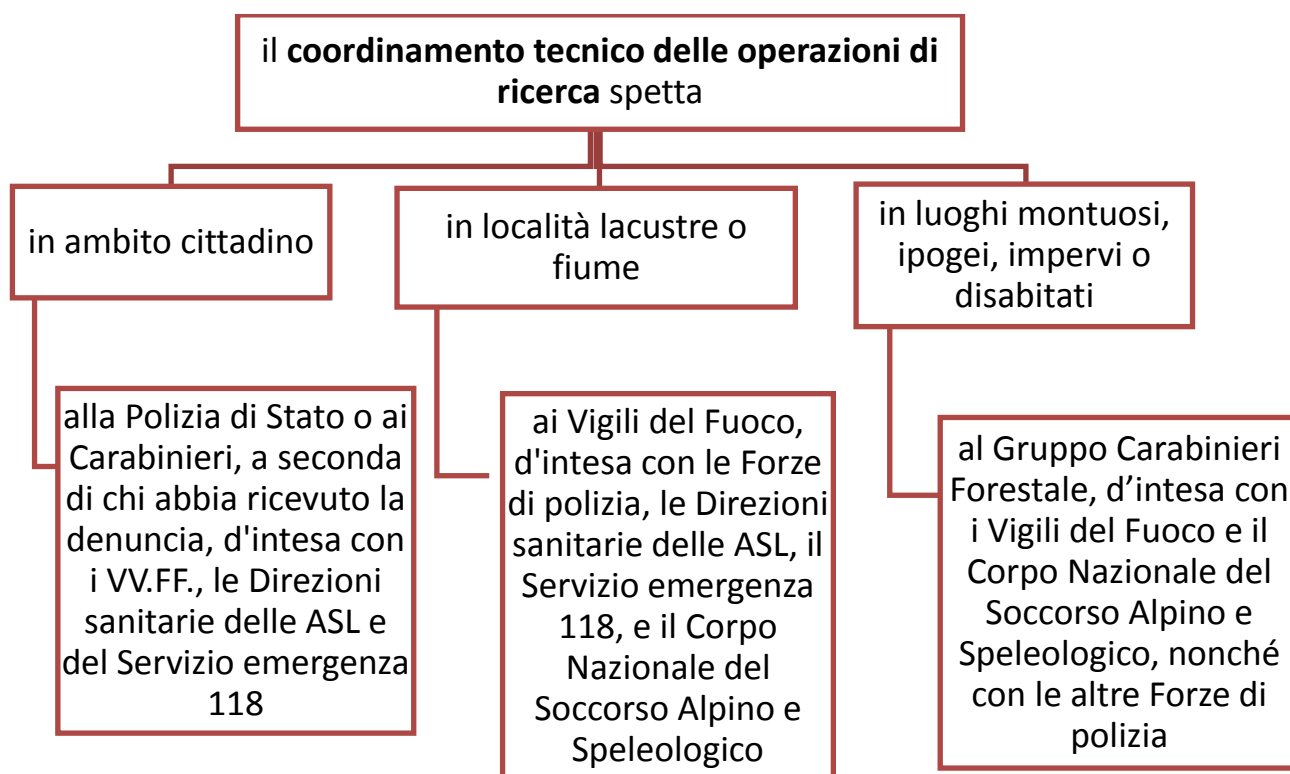 il coordinamento tecnico delle operazioni di
ricerca spetta
in ambito cittadino
alla Polizia di Stato o ai
Carabinieri, a seconda
di chi abbia ricevuto la
denuncia, d'intesa con
i VV.FF., le Direzioni
sanitarie delle ASL e
del Servizio emergenza
118
in località lacustre o
fiume
ai Vigili del Fuoco,
d'intesa con le Forze
di polizia, le Direzioni
sanitarie delle ASL, il
Servizio emergenza
118, e il Corpo
Nazionale del
Soccorso Alpino e
Speleologico
in luoghi montuosi,
ipogei, impervi o
disabitati
al Gruppo Carabinieri
Forestale, d’intesa con
i Vigili del Fuoco e il
Corpo Nazionale del
Soccorso Alpino e
Speleologico, nonché
con le altre Forze di
polizia